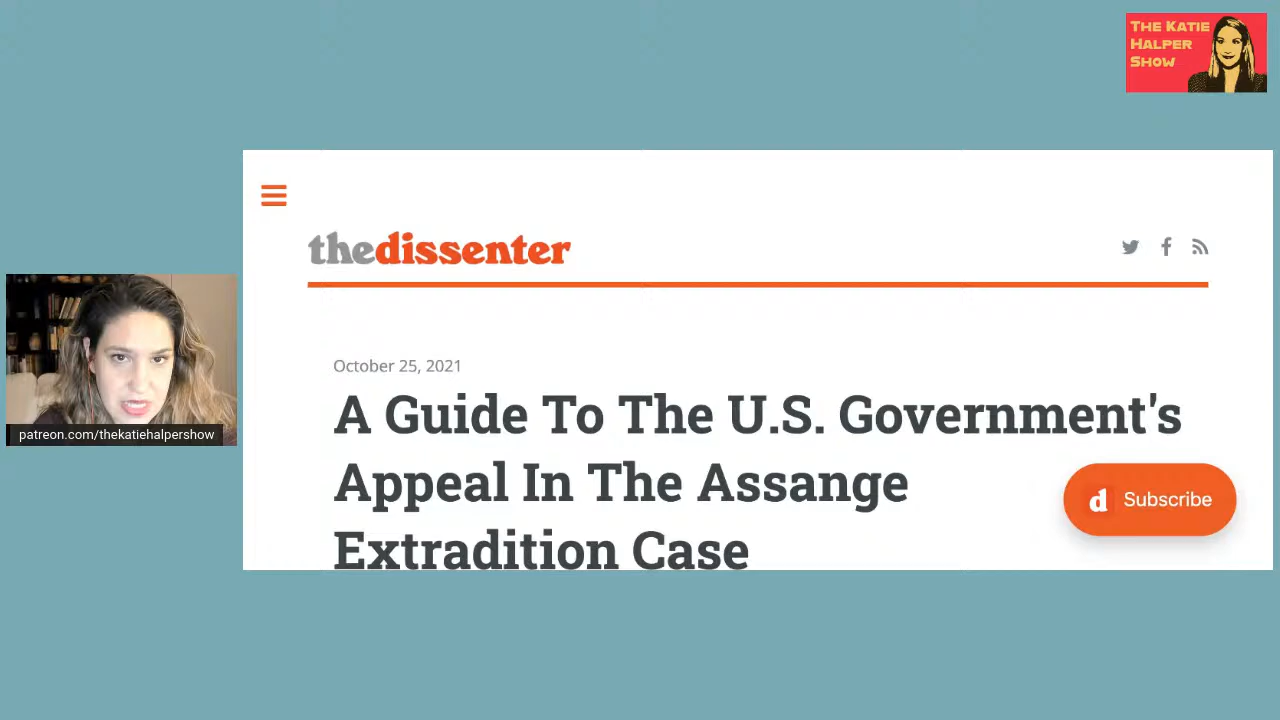 The Katie
Halper
Show
thedissenter
October 25, 2021
A Guide To The U.S. Government's
Appeal In The Assange
Extradition Case
d Subscribe
patreon.com/thekatiehalpershow